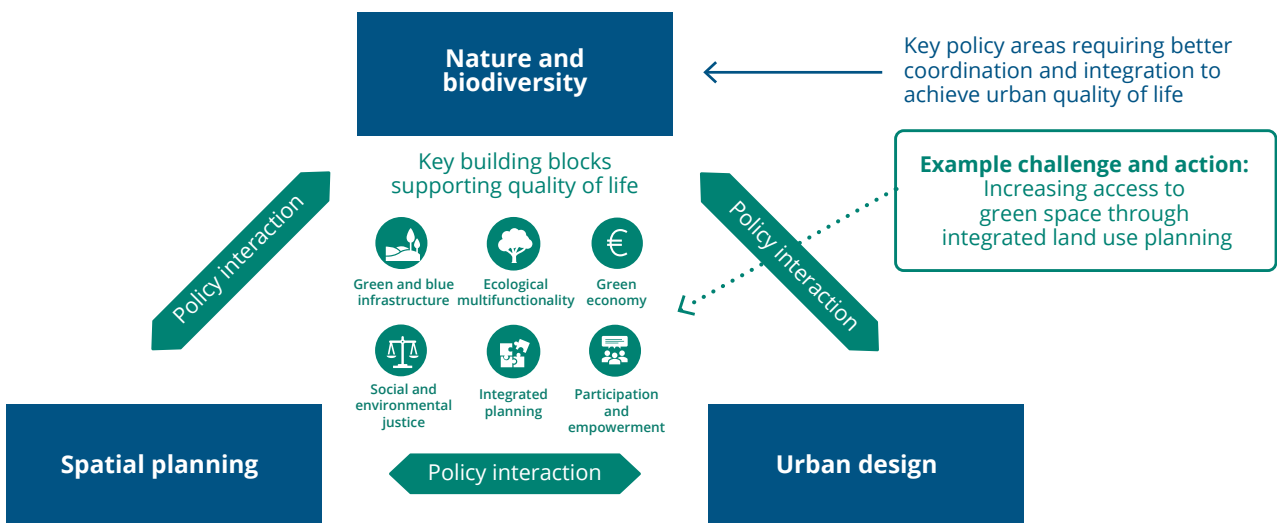 Nature and
biodiversity
Key policy areas requiring better
coordination and integration to
achieve urban quality of life
Example challenge and action:
Increasing access to
green space through
integrated land use planning
Key building blocks
supporting quality of life
Policy interaction
Policy interaction
Green and blue
infrastructure
Ecological
multifunctionality
Green
economy
Social and
environmental
justice
Integrated
planning
Participation
and
empowerment
Spatial planning
Policy interaction
Urban design